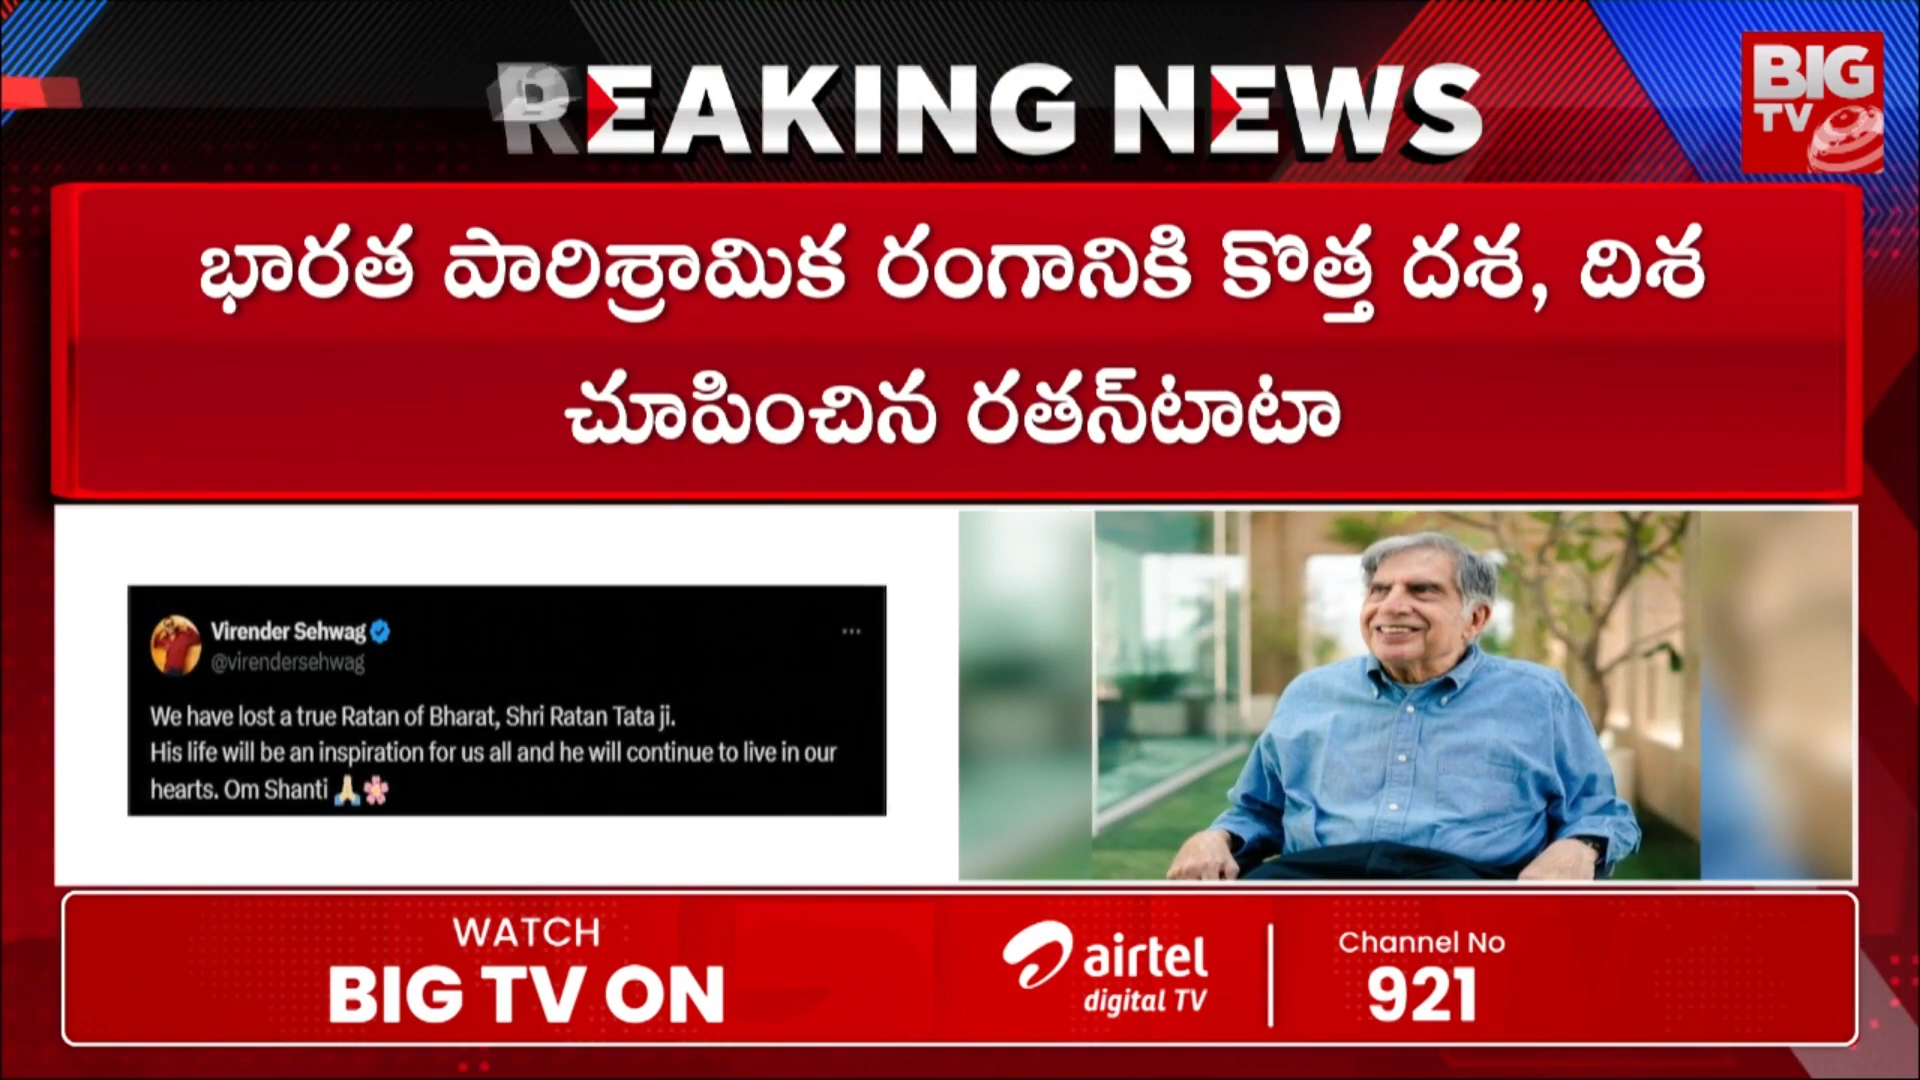 REAKING NEWS
BIG
TV
భారత పారిశ్రామిక రంగానికి కొత్త దశ, దిశ
చూపించిన రతన్‌టాటా
Virender Sehwag
@virendersehwag
We have lost a true Ratan of Bharat, Shri Ratan Tata ji.
His life will be an inspiration for us all and he will continue to live in our
hearts. Om Shanti 🙏🌸
WATCH
BIG TV ON
airtel
digital TV
Channel No
921